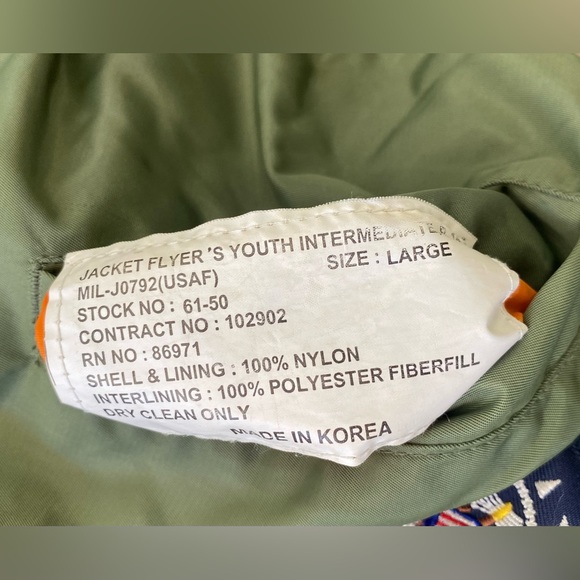 JACKET FLYER'S YOUTH INTERMEDIATE
SIZE : LARGE
MIL-J0792(USAF)
STOCK NO : 61-50
CONTRACT NO : 102902
RN NO : 86971
SHELL & LINING : 100% NYLON
INTERLINING : 100% POLYESTER FIBERFILL
DRY CLEAN ONLY
MADE IN KOREA